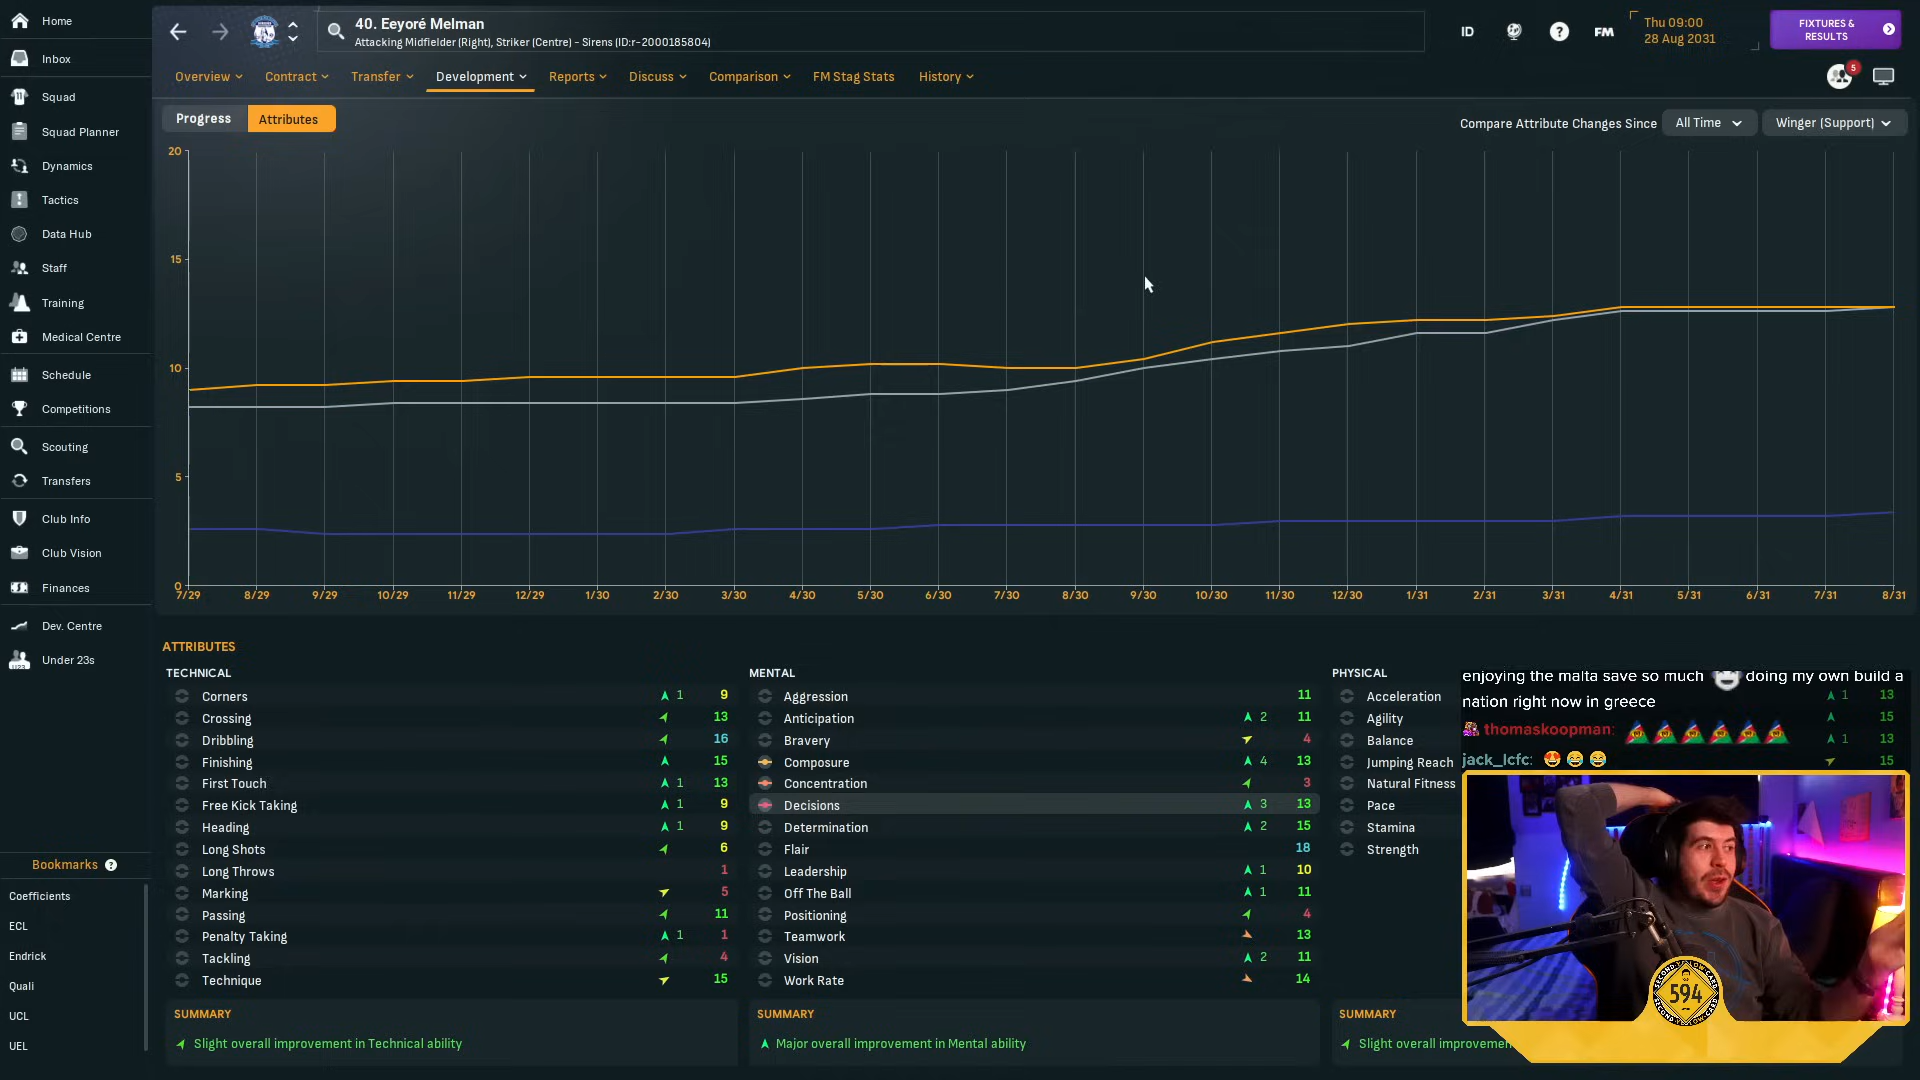 Home
Inbox
Squad
Squad Planner
Dynamics
Tactics
Data Hub
Staff
Training
Medical Centre
Schedule
Competitions
Scouting
Transfers
Club Info
Club Vision
Finances
Dev. Centre
Under 23s
Bookmarks ?
Coefficients
ECL
Endrick
Quali
UCL
UEL
40. Eeyoré Melman
Attacking Midfielder (Right), Striker (Centre) - Sirens (ID:r-2000185804)
ID
?
FM
Thu 09:00
28 Aug 2031
FIXTURES &
RESULTS
Overview Contract Transfer Development Reports Discuss Comparison FM Stag Stats History
5
Progress Attributes
Compare Attribute Changes Since All Time Winger (Support)
20
15
10
5
0
7/29 8/29 9/29 10/29 11/29 12/29 1/30 2/30 3/30 4/30 5/30 6/30 7/30 8/30 9/30 10/30 11/30 12/30 1/31 2/31 3/31 4/31 5/31 6/31 7/31 8/31
ATTRIBUTES
TECHNICAL
Corners 1 9
Crossing 13
Dribbling 16
Finishing 15
First Touch 1 13
Free Kick Taking 1 9
Heading 1 9
Long Shots 6
Long Throws 1
Marking 5
Passing 11
Penalty Taking 1 1
Tackling 4
Technique 15
SUMMARY
Slight overall improvement in Technical ability
MENTAL
Aggression 11
Anticipation 2 11
Bravery 4
Composure 4 13
Concentration 3
Decisions 3 13
Determination 2 15
Flair 18
Leadership 1 10
Off The Ball 1 11
Positioning 4
Teamwork 13
Vision 2 11
Work Rate 14
SUMMARY
Major overall improvement in Mental ability
PHYSICAL
Acceleration 1 13
Agility 15
Balance 1 13
Jumping Reach 15
Natural Fitness
Pace
Stamina
Strength
SUMMARY
Slight overall
enjoying the malta save so much doing my own build a
nation right now in greece
thomaskoopman:
jack_lcfc:
SECOND YELLOW CARD
594